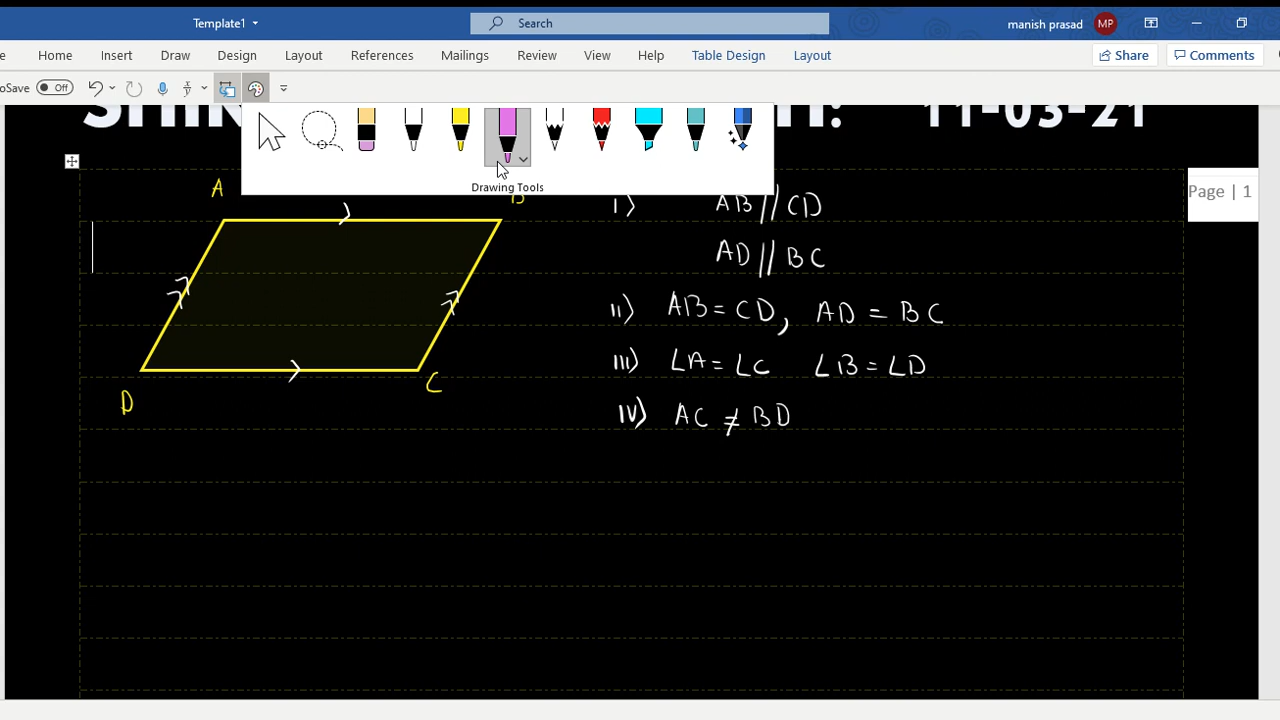 Template1
Search
manish prasad
MP
Home Insert Draw Design Layout References Mailings Review View Help Table Design Layout
Share
Comments
Off
11-03-21
Drawing Tools
Page | 1
A
B
D
C
I) AB // CD
AD // BC
II) AB = CD, AD = BC
III) ∠A = ∠C ∠B = ∠D
IV) AC ≠ BD